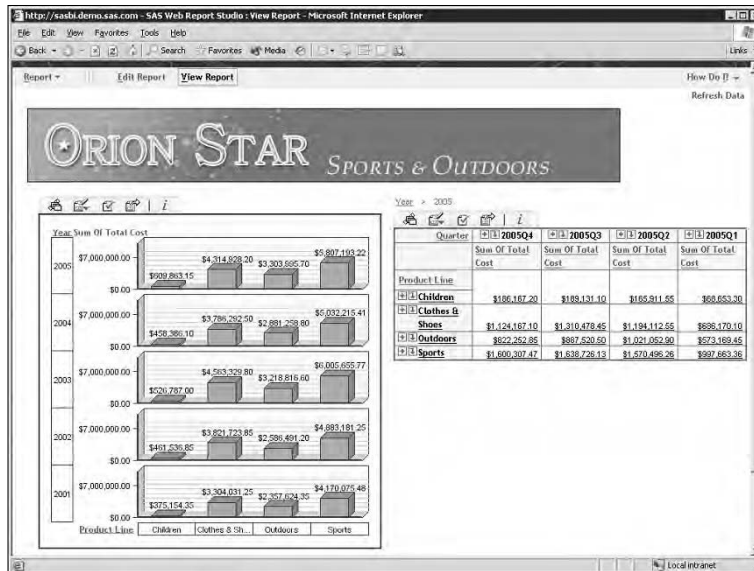 http://sasbi.demo.sas.com - SAS Web Report Studio : View Report - Microsoft Internet Explorer
File Edit View Favorites Tools Help
Back Search Favorites Media Links
Report Edit Report View Report How Do I?
Refresh Data
ORION STAR SPORTS & OUTDOORS
Year > 2005
Year Sum Of Total Cost
2005 $7,000,000.00 $0.00 $609,863.15 $4,314,928.20 $3,303,995.70 $5,807,193.22
2004 $7,000,000.00 $0.00 $458,386.10 $3,786,292.50 $2,881,258.80 $5,032,215.41
2003 $7,000,000.00 $0.00 $526,787.00 $4,563,329.80 $3,218,816.60 $6,005,655.77
2002 $7,000,000.00 $0.00 $461,536.85 $3,821,723.85 $2,586,491.20 $4,883,181.25
2001 $7,000,000.00 $0.00 $375,154.35 $3,304,031.25 $2,357,624.35 $4,170,075.48
Product Line Children Clothes & Sh... Outdoors Sports
Quarter 2005Q4 2005Q3 2005Q2 2005Q1
Sum Of Total Sum Of Total Sum Of Total Sum Of Total
Cost Cost Cost Cost
Product Line
Children $186,167.20 $189,131.10 $165,911.55 $68,653.30
Clothes &
Shoes $1,124,167.10 $1,310,478.45 $1,194,112.55 $686,170.10
Outdoors $822,252.85 $887,520.50 $1,021,052.90 $573,169.45
Sports $1,600,307.47 $1,638,726.13 $1,570,496.26 $997,663.36
Local intranet